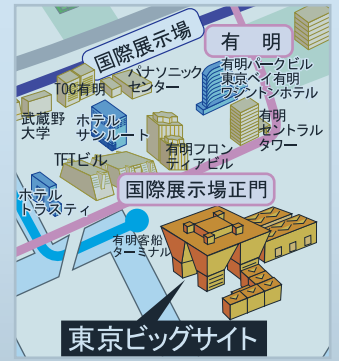 国際展示場
有明
有明パークビル
東京ベイ有明
ワシントンホテル
パナソニック
センター
TOC有明
武蔵野
大学
ホテル
サンルート
有明
セントラル
タワー
有明フロン
ティアビル
TFTビル
国際展示場正門
ホテル
トラスティ
有明客船
ターミナル
東京ビッグサイト